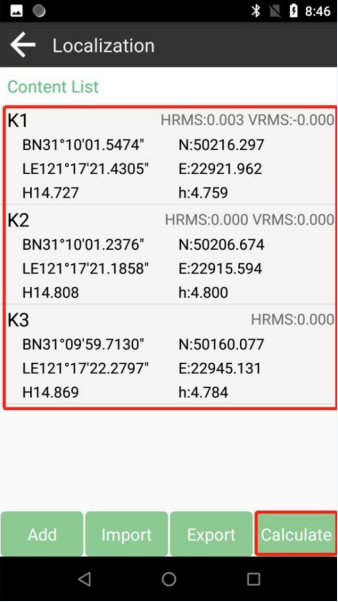 8:46
Localization
Content List
K1 HRMS:0.003 VRMS:-0.000
BN31°10'01.5474" N:50216.297
LE121°17'21.4305" E:22921.962
H14.727 h:4.759
K2 HRMS:0.000 VRMS:0.000
BN31°10'01.2376" N:50206.674
LE121°17'21.1858" E:22915.594
H14.808 h:4.800
K3 HRMS:0.000
BN31°09'59.7130" N:50160.077
LE121°17'22.2797" E:22945.131
H14.869 h:4.784
Add Import Export Calculate